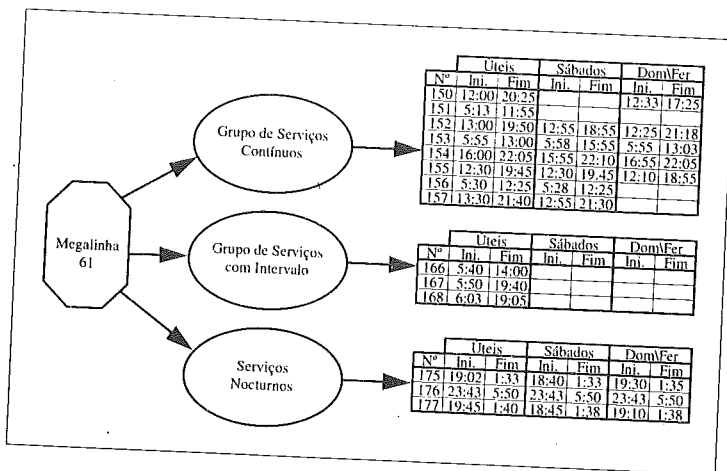 Megalinha
61
Grupo de Serviços
Contínuos
Úteis Sábados Dom\Fer
Nº Ini. Fim Ini. Fim Ini. Fim
150 12:00 20:25 12:33 17:25
151 5:13 11:55
152 13:00 19:50 12:55 18:55 12:25 21:18
153 5:55 13:00 5:58 15:55 5:55 13:03
154 16:00 22:05 15:55 22:10 16:55 22:05
155 12:30 19:45 12:30 19.45 12:10 18:55
156 5:30 12:25 5:28 12:25
157 13:30 21:40 12:55 21:30
Grupo de Serviços
com Intervalo
Úteis Sábados Dom\Fer
Nº Ini. Fim Ini. Fim Ini. Fim
166 5:40 14:00
167 5:50 19:40
168 6:03 19:05
Serviços
Nocturnos
Úteis Sábados Dom\Fer
Nº Ini. Fim Ini. Fim Ini. Fim
175 19:02 1:33 18:40 1:33 19:30 1:35
176 23:43 5:50 23:43 5:50 23:43 5:50
177 19:45 1:40 18:45 1:38 19:10 1:38